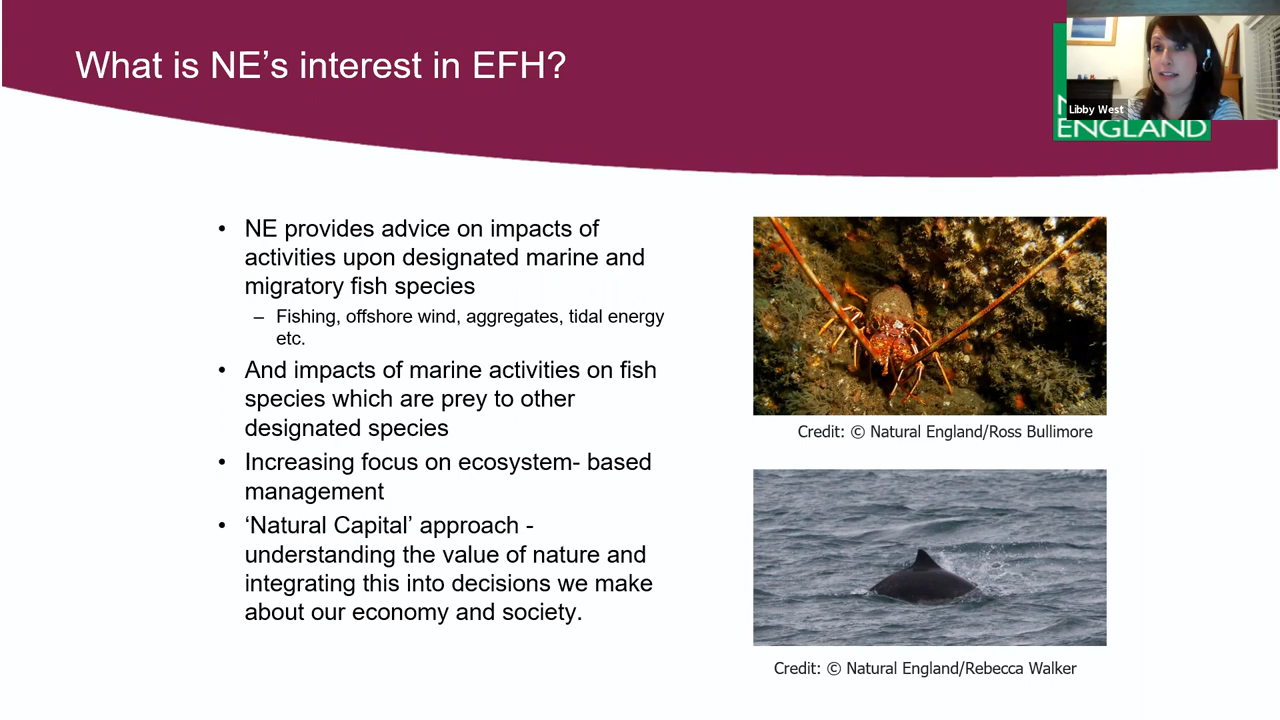 What is NE's interest in EFH?
Libby West
ENGLAND
• NE provides advice on impacts of
activities upon designated marine and
migratory fish species
– Fishing, offshore wind, aggregates, tidal energy
etc.
• And impacts of marine activities on fish
species which are prey to other
designated species
• Increasing focus on ecosystem- based
management
• ‘Natural Capital’ approach -
understanding the value of nature and
integrating this into decisions we make
about our economy and society.
Credit: © Natural England/Ross Bullimore
Credit: © Natural England/Rebecca Walker